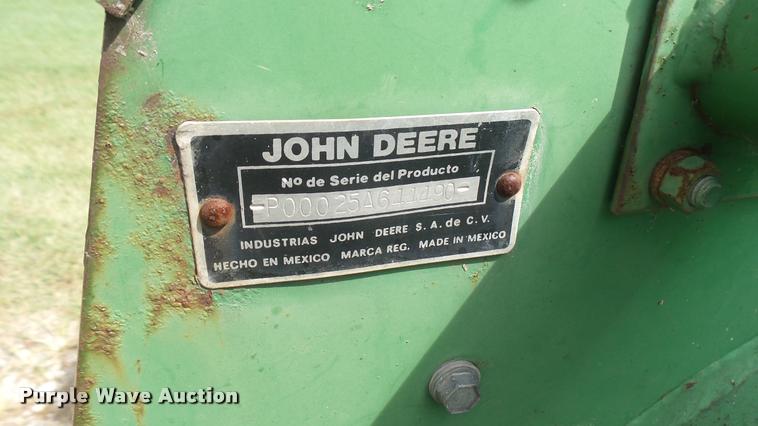 JOHN DEERE
Nº de Serie del Producto
-P00025A611190-
INDUSTRIAS JOHN DEERE S.A. de C.V.
HECHO EN MEXICO MARCA REG. MADE IN MEXICO
Purple Wave Auction